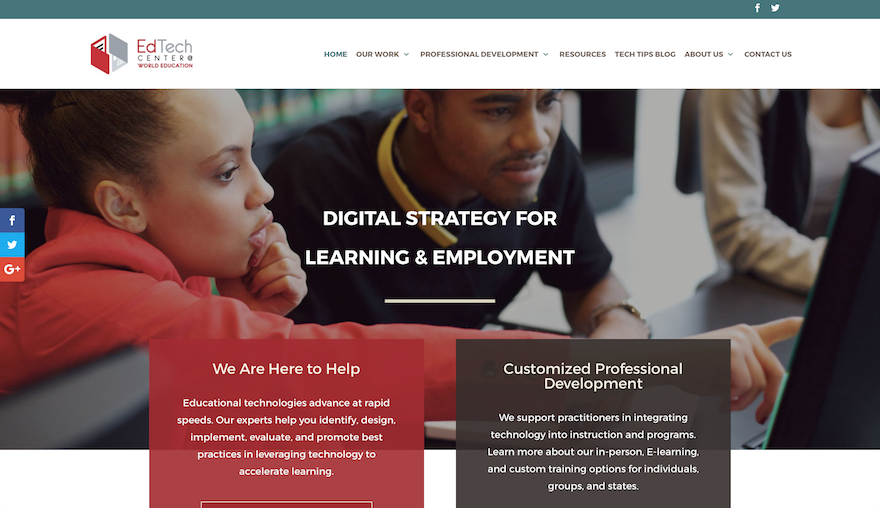 EdTech
CENTER@
WORLD EDUCATION
HOME OUR WORK PROFESSIONAL DEVELOPMENT RESOURCES TECH TIPS BLOG ABOUT US CONTACT US
DIGITAL STRATEGY FOR
LEARNING & EMPLOYMENT
We Are Here to Help
Educational technologies advance at rapid
speeds. Our experts help you identify, design,
implement, evaluate, and promote best
practices in leveraging technology to
accelerate learning.
Customized Professional
Development
We support practitioners in integrating
technology into instruction and programs.
Learn more about our in-person, E-learning,
and custom training options for individuals,
groups, and states.